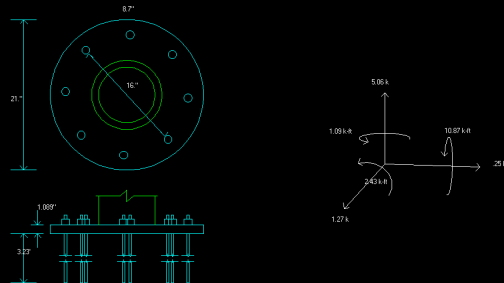 8.7"
21."
16."
1.089"
3.23'
5.06 k
1.09 k-ft
10.87 k-ft
.25
2.43 k-ft
1.27 k